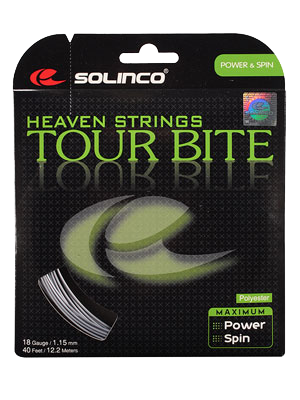 SOLINCO
POWER & SPIN
HEAVEN STRINGS
TOUR BITE
Polyester
MAXIMUM
Power
Spin
18 Gauge / 1.15 mm
40 Feet / 12.2 Meters